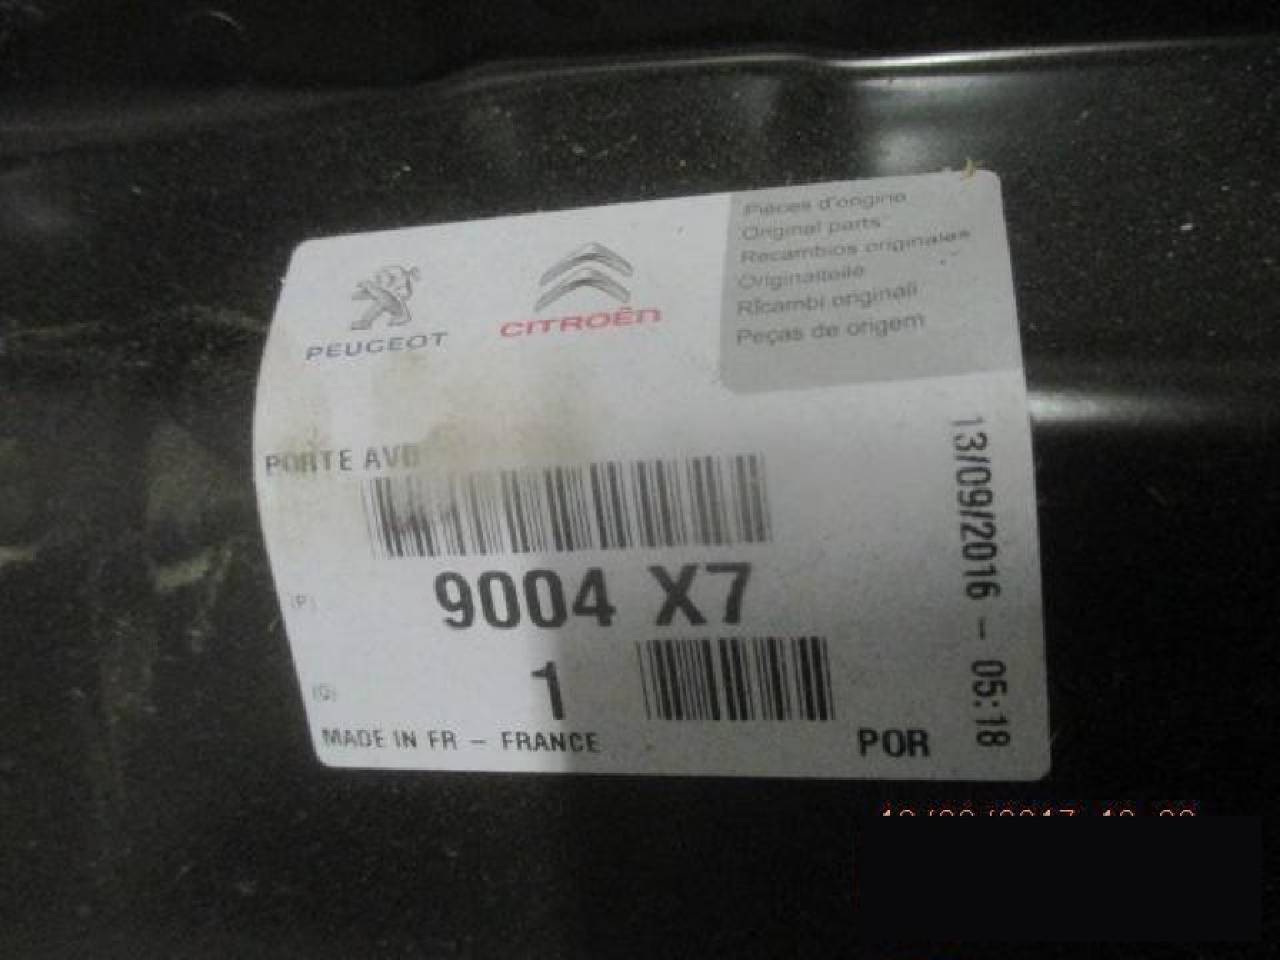 Pièces d'origine
Original parts
Recambios originales
Originalteile
Ricambi originali
Peças de origem
PEUGEOT
CITROËN
PORTE AVD
(P)
9004 X7
(Q)
1
MADE IN FR – FRANCE
POR
13/09/2016 – 05:18